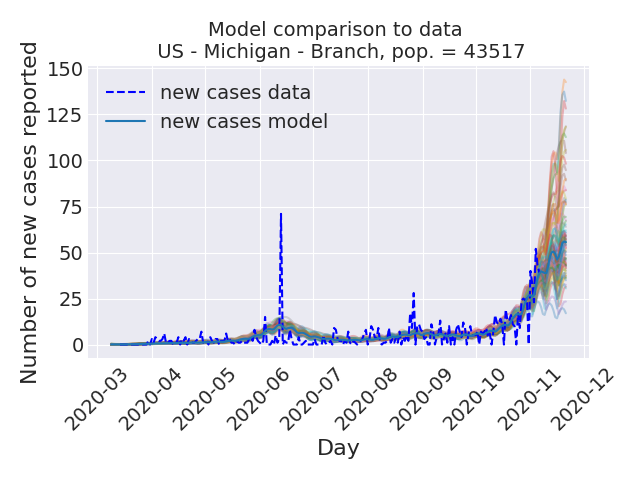 Model comparison to data
US - Michigan - Branch, pop. = 43517
Number of new cases reported
150
125
100
75
50
25
0
new cases data
new cases model
2020-03
2020-04
2020-05
2020-06
2020-07
2020-08
2020-09
2020-10
2020-11
2020-12
Day